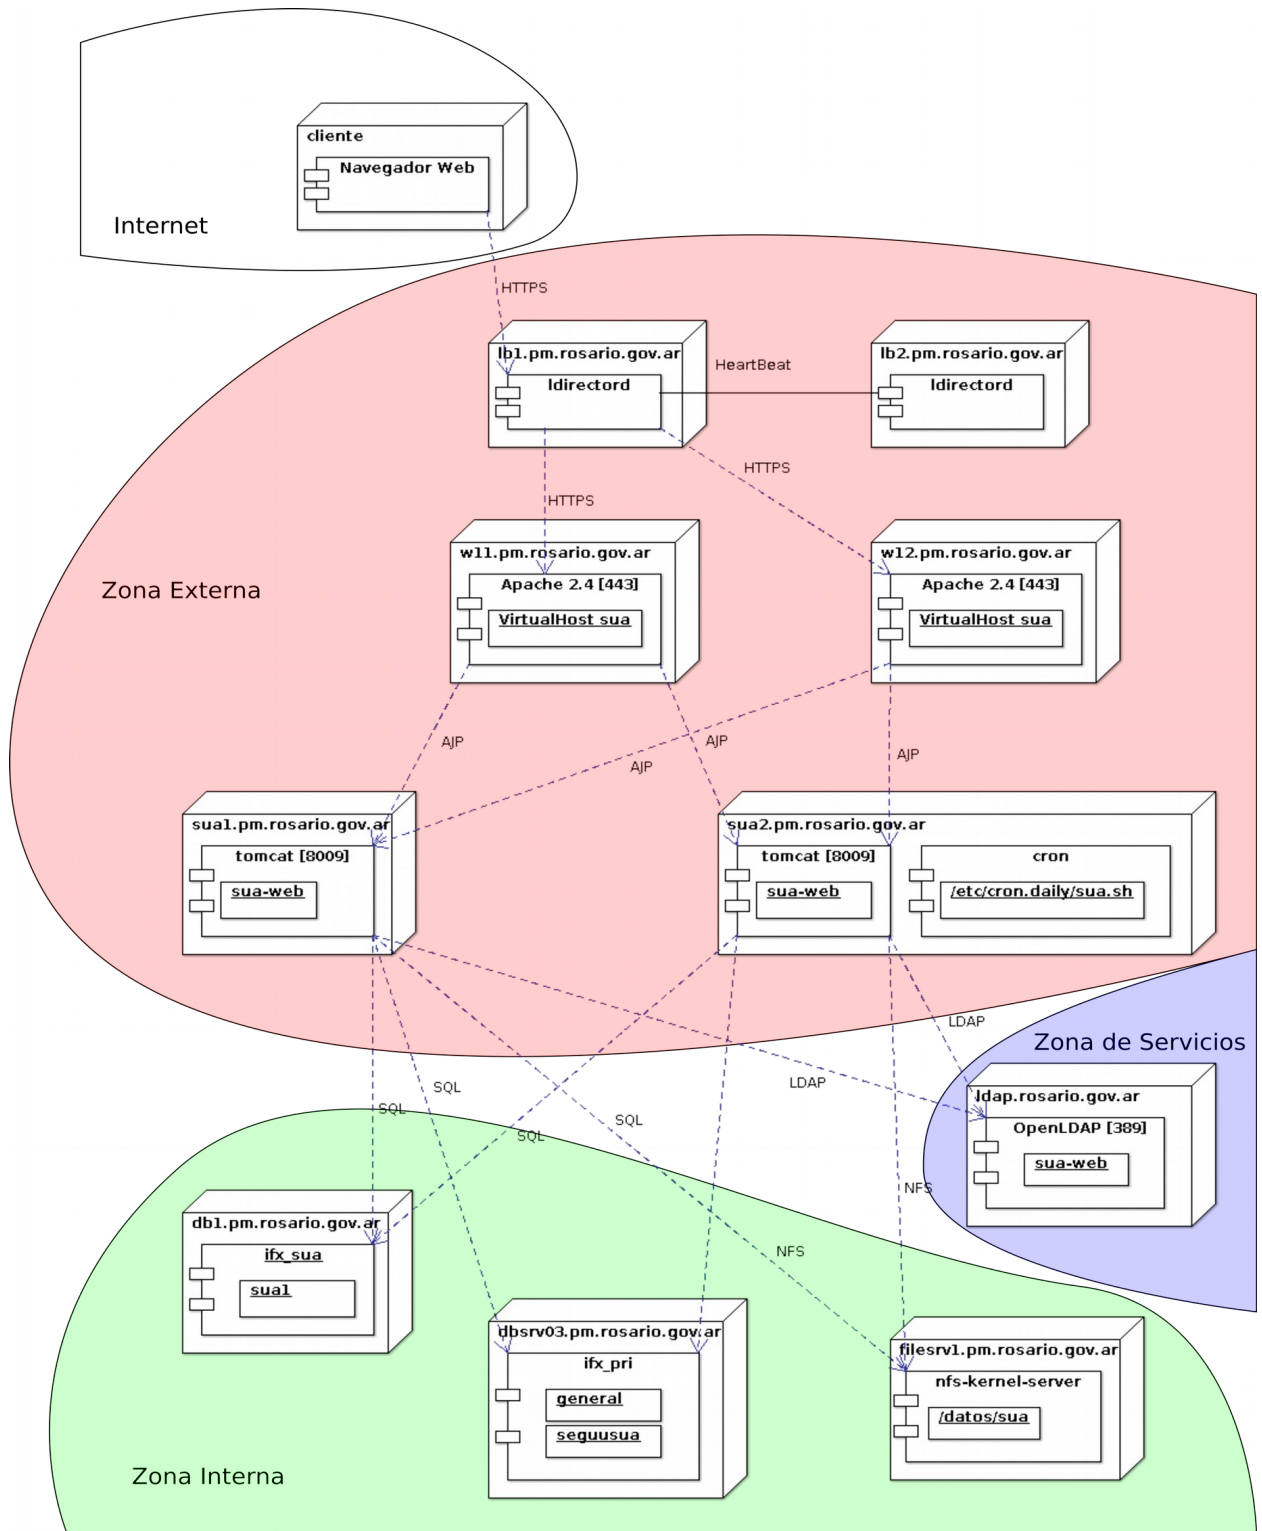 cliente
Navegador Web
Internet
HTTPS
lb1.pm.rosario.gov.ar
ldirectord
HeartBeat
lb2.pm.rosario.gov.ar
ldirectord
HTTPS
HTTPS
w11.pm.rosario.gov.ar
Apache 2.4 [443]
VirtualHost sua
w12.pm.rosario.gov.ar
Apache 2.4 [443]
VirtualHost sua
Zona Externa
AJP
AJP
AJP
AJP
sua1.pm.rosario.gov.ar
tomcat [8009]
sua-web
sua2.pm.rosario.gov.ar
tomcat [8009]
sua-web
cron
/etc/cron.daily/sua.sh
LDAP
Zona de Servicios
LDAP
SQL
SQL
SQL
SQL
ldap.rosario.gov.ar
OpenLDAP [389]
sua-web
NFS
NFS
db1.pm.rosario.gov.ar
ifx_sua
sua1
dbsrv03.pm.rosario.gov.ar
ifx_pri
general
seguusua
filesrv1.pm.rosario.gov.ar
nfs-kernel-server
/datos/sua
Zona Interna